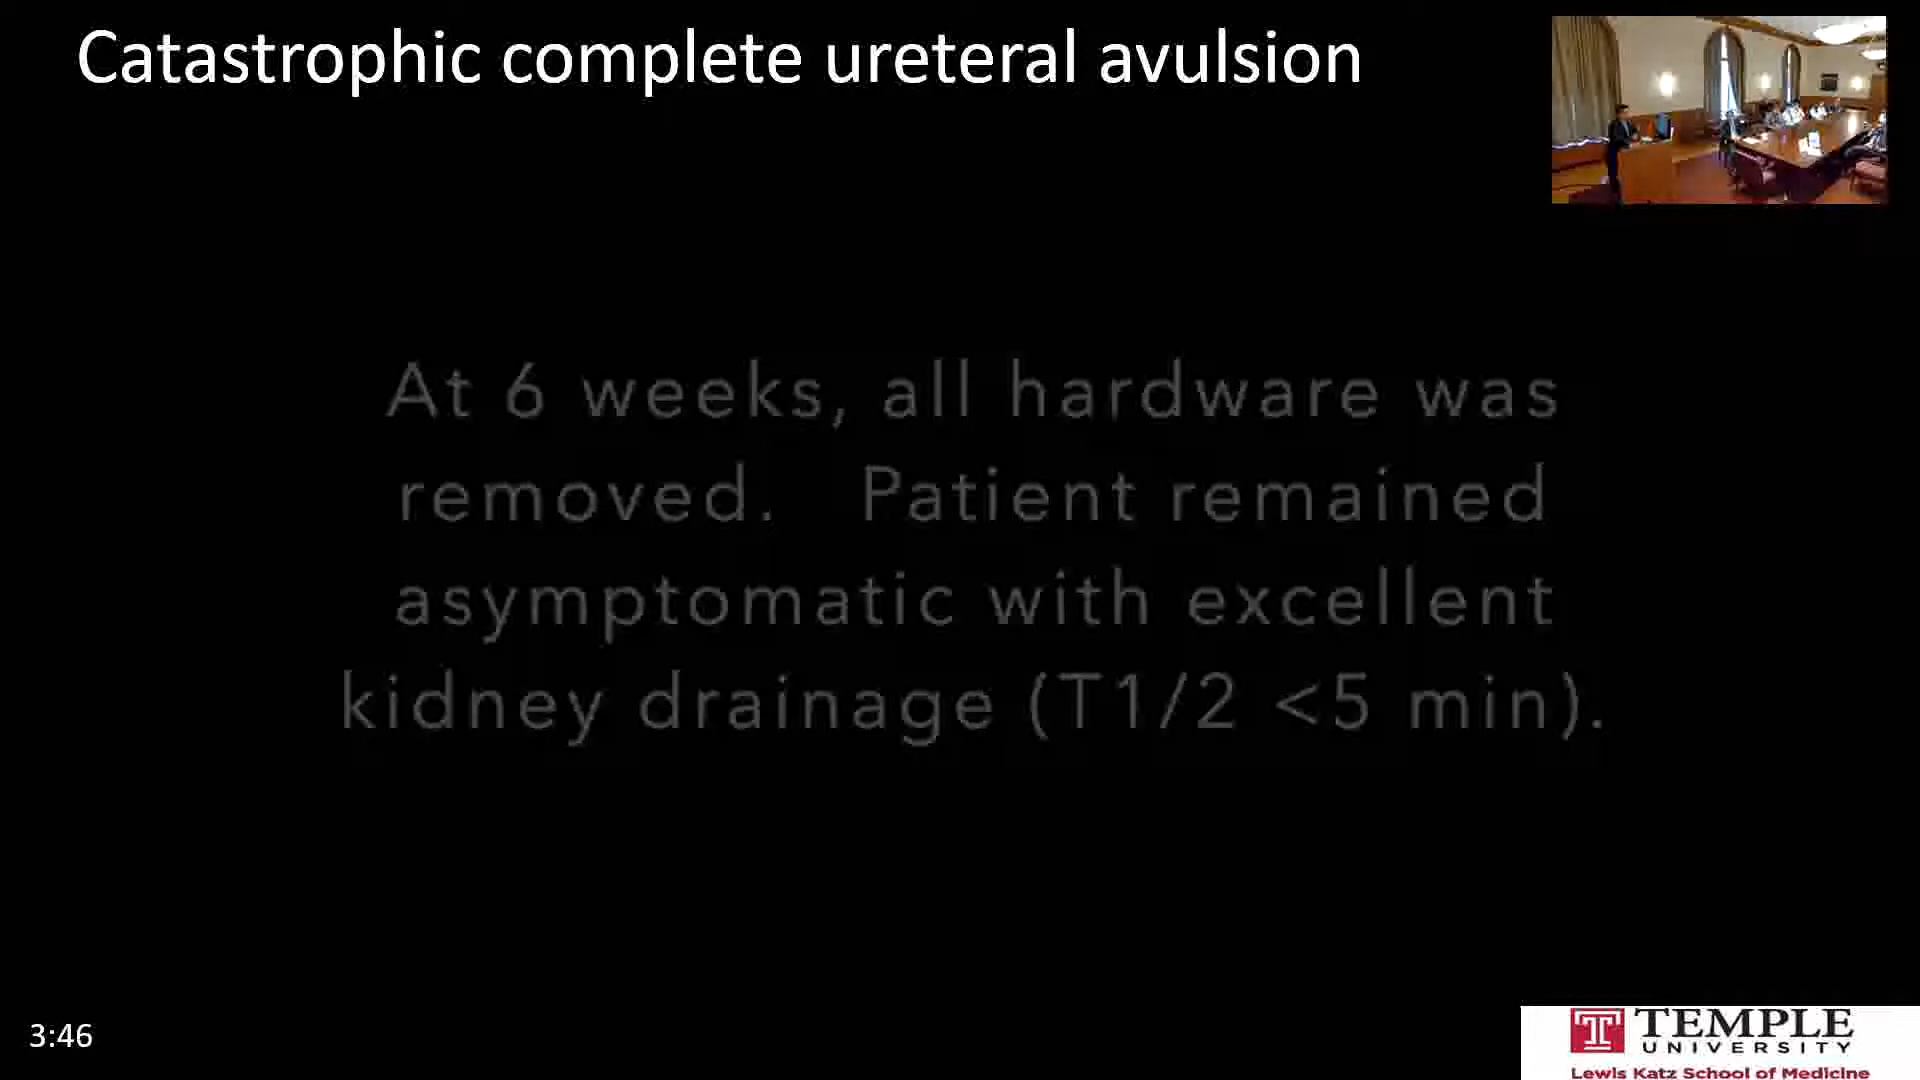 Catastrophic complete ureteral avulsion
At 6 weeks, all hardware was
removed. Patient remained
asymptomatic with excellent
kidney drainage (T1/2 <5 min).
3:46
TEMPLE
UNIVERSITY
Lewis Katz School of Medicine